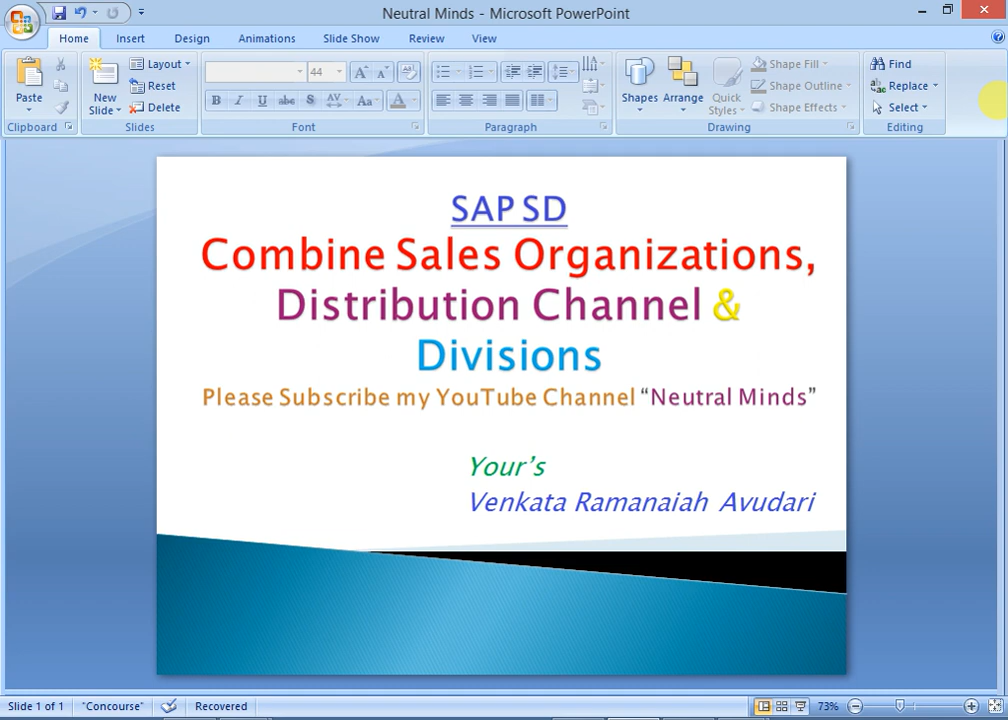 Neutral Minds - Microsoft PowerPoint
Home Insert Design Animations Slide Show Review View
Paste
Clipboard
New Slide
Layout
Reset
Delete
Slides
44
B I U abc S AV Aa A
Font
Paragraph
Shapes Arrange Quick Styles
Shape Fill
Shape Outline
Shape Effects
Drawing
Find
Replace
Select
Editing
SAP SD
Combine Sales Organizations,
Distribution Channel &
Divisions
Please Subscribe my YouTube Channel “Neutral Minds”
Your’s
Venkata Ramanaiah Avudari
Slide 1 of 1 "Concourse" Recovered 73%